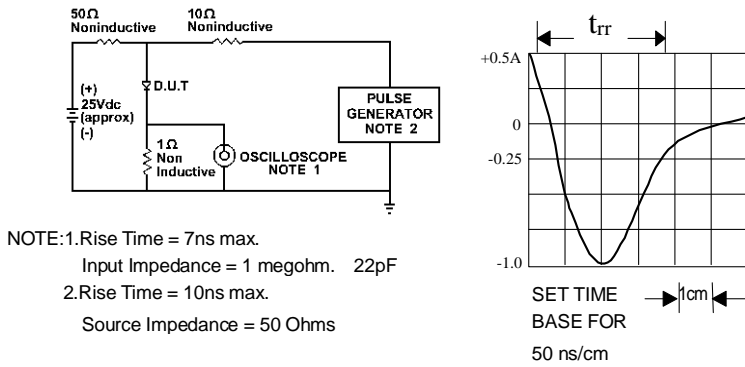 50Ω
Noninductive
10Ω
Noninductive
(+)
25Vdc
(approx)
(-)
D.U.T
1Ω
Non
Inductive
OSCILLOSCOPE
NOTE 1
PULSE
GENERATOR
NOTE 2
NOTE:1.Rise Time = 7ns max.
Input Impedance = 1 megohm. 22pF
2.Rise Time = 10ns max.
Source Impedance = 50 Ohms
trr
+0.5A
0
-0.25
-1.0
SET TIME
BASE FOR
50 ns/cm
1cm